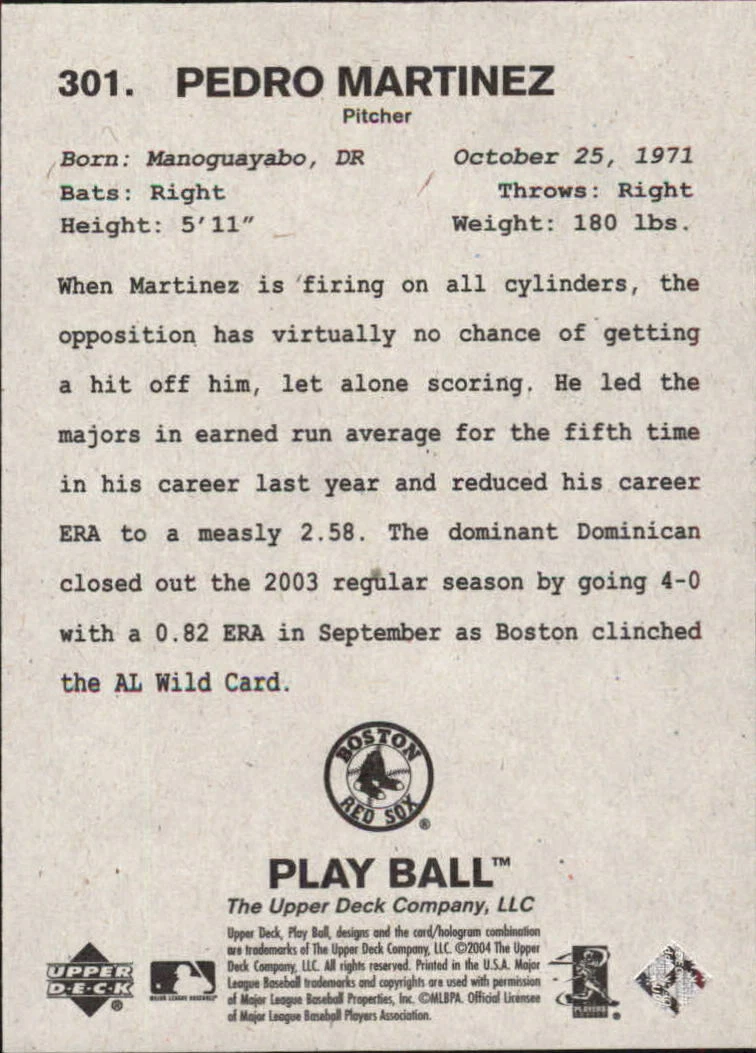 301. PEDRO MARTINEZ
Pitcher
Born: Manoguayabo, DR October 25, 1971
Bats: Right Throws: Right
Height: 5'11" Weight: 180 lbs.
When Martinez is firing on all cylinders, the
opposition has virtually no chance of getting
a hit off him, let alone scoring. He led the
majors in earned run average for the fifth time
in his career last year and reduced his career
ERA to a measly 2.58. The dominant Dominican
closed out the 2003 regular season by going 4-0
with a 0.82 ERA in September as Boston clinched
the AL Wild Card.
BOSTON
RED SOX ®
PLAY BALL™
The Upper Deck Company, LLC
Upper Deck, Play Ball, designs and the card/hologram combination
are trademarks of The Upper Deck Company, LLC. ©2004 The Upper
Deck Company, LLC. All rights reserved. Printed in the U.S.A. Major
League Baseball trademarks and copyrights are used with permission
of Major League Baseball Properties, Inc. ©MLBPA. Official Licensee
of Major League Baseball Players Association.
UPPER
D·E·C·K ®
MAJOR LEAGUE BASEBALL
PLAYERS